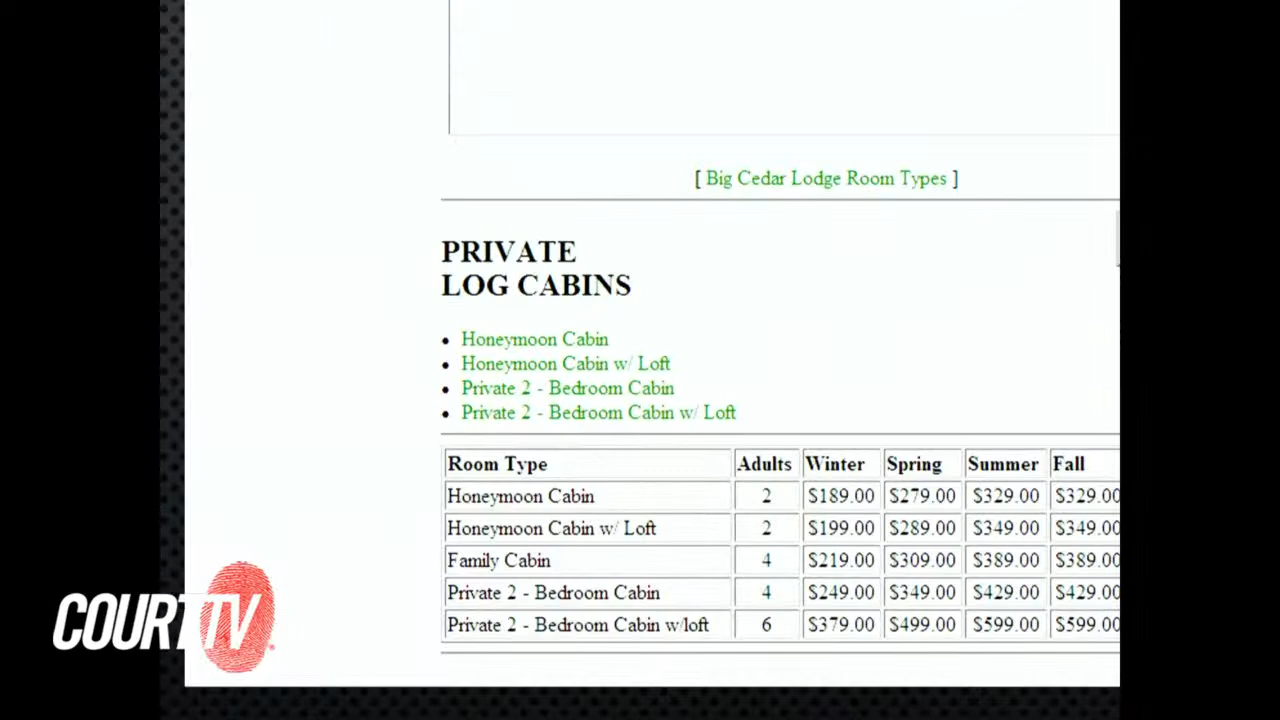 [ Big Cedar Lodge Room Types ]
PRIVATE
LOG CABINS
• Honeymoon Cabin
• Honeymoon Cabin w/ Loft
• Private 2 - Bedroom Cabin
• Private 2 - Bedroom Cabin w/ Loft
Room Type Adults Winter Spring Summer Fall
Honeymoon Cabin 2 $189.00 $279.00 $329.00 $329.00
Honeymoon Cabin w/ Loft 2 $199.00 $289.00 $349.00 $349.00
Family Cabin 4 $219.00 $309.00 $389.00 $389.00
Private 2 - Bedroom Cabin 4 $249.00 $349.00 $429.00 $429.00
Private 2 - Bedroom Cabin w/loft 6 $379.00 $499.00 $599.00 $599.00
COURT TV